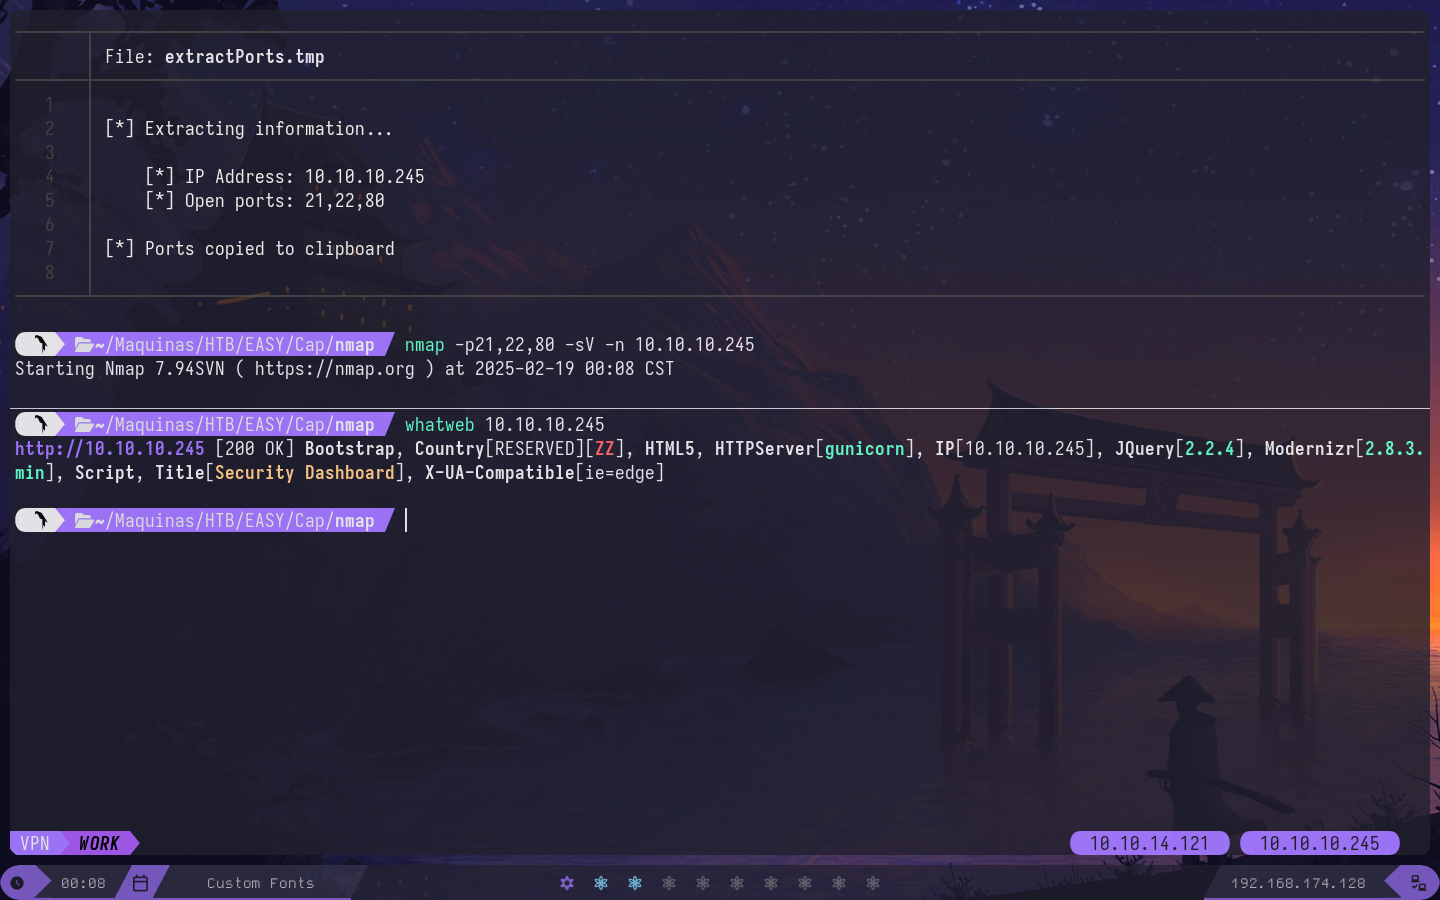 File: extractPorts.tmp
1
2 [*] Extracting information...
3
4 [*] IP Address: 10.10.10.245
5 [*] Open ports: 21,22,80
6
7 [*] Ports copied to clipboard
8
~/Maquinas/HTB/EASY/Cap/nmap nmap -p21,22,80 -sV -n 10.10.10.245
Starting Nmap 7.94SVN ( https://nmap.org ) at 2025-02-19 00:08 CST
~/Maquinas/HTB/EASY/Cap/nmap whatweb 10.10.10.245
http://10.10.10.245 [200 OK] Bootstrap, Country[RESERVED][ZZ], HTML5, HTTPServer[gunicorn], IP[10.10.10.245], JQuery[2.2.4], Modernizr[2.8.3.
min], Script, Title[Security Dashboard], X-UA-Compatible[ie=edge]
~/Maquinas/HTB/EASY/Cap/nmap
VPN WORK 10.10.14.121 10.10.10.245
00:08 Custom Fonts 192.168.174.128